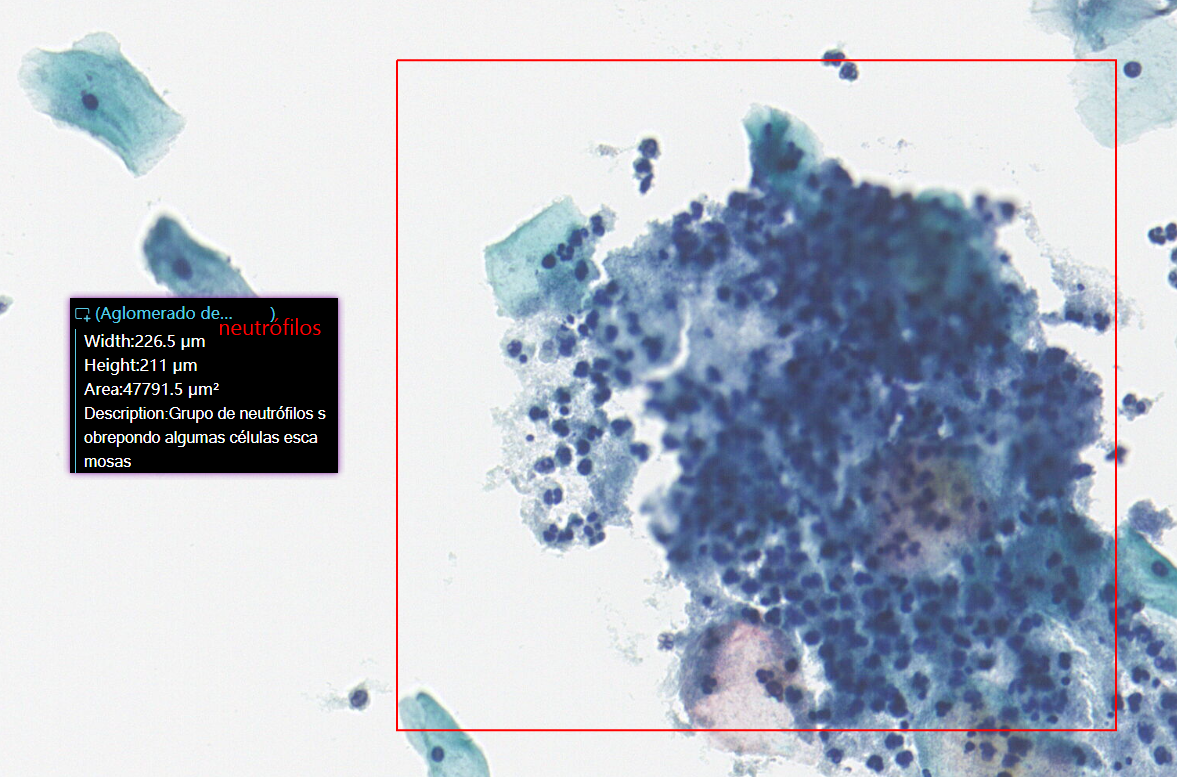 (Aglomerado de... )
neutrófilos
Width:226.5 µm
Height:211 µm
Area:47791.5 µm²
Description:Grupo de neutrófilos s
obrepondo algumas células esca
mosas